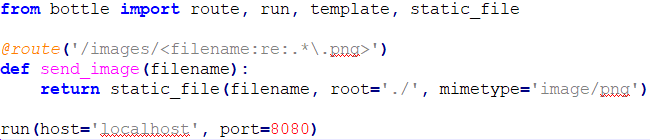 from bottle import route, run, template, static_file
@route('/images/<filename:re:.*\.png>')
def send_image(filename):
    return static_file(filename, root='./', mimetype='image/png')
run(host='localhost', port=8080)